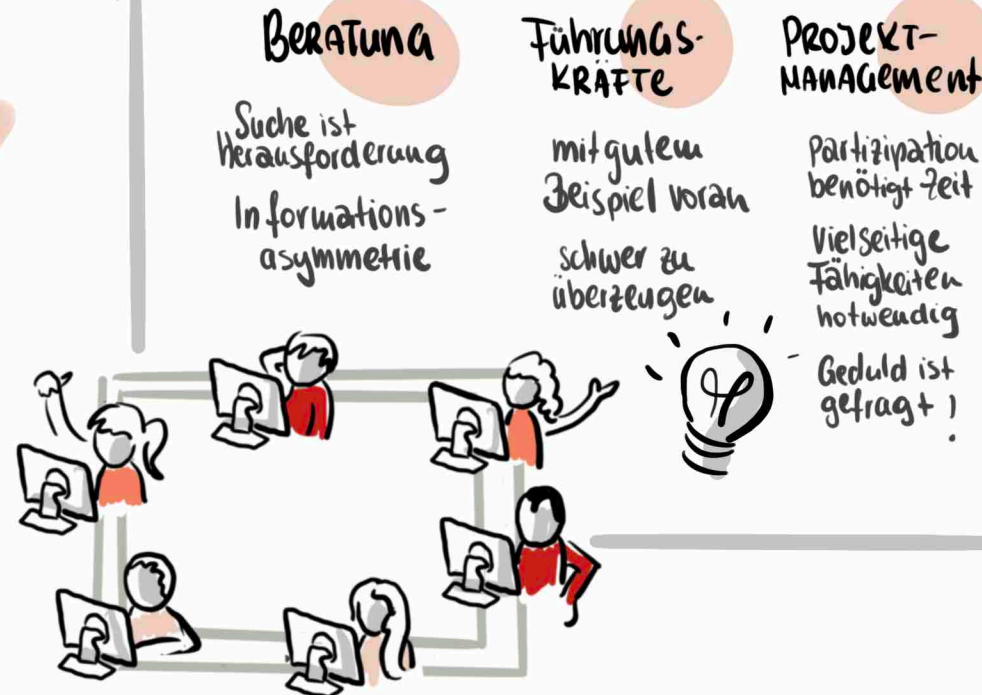 BERATUNG
Suche ist
Herausforderung
Informations-
asymmetrie
FÜHRUNGS-
KRÄFTE
mit gutem
Beispiel voran
schwer zu
überzeugen
PROJEKT-
MANAGEMENT
Partizipation
benötigt Zeit
Vielseitige
Fähigkeiten
notwendig
Geduld ist
gefragt!